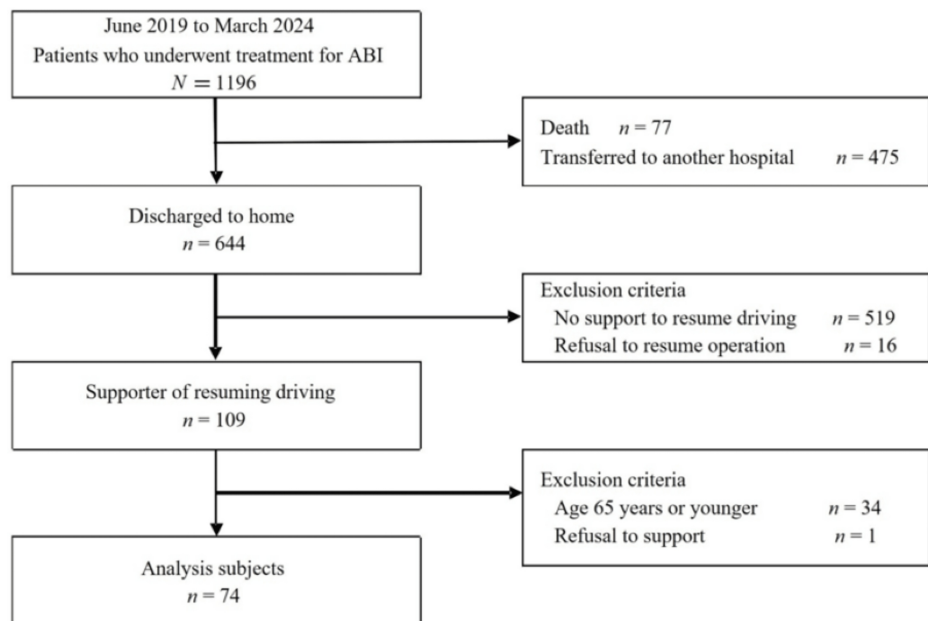 June 2019 to March 2024
Patients who underwent treatment for ABI
N = 1196
Death n = 77
Transferred to another hospital n = 475
Discharged to home
n = 644
Exclusion criteria
No support to resume driving n = 519
Refusal to resume operation n = 16
Supporter of resuming driving
n = 109
Exclusion criteria
Age 65 years or younger n = 34
Refusal to support n = 1
Analysis subjects
n = 74